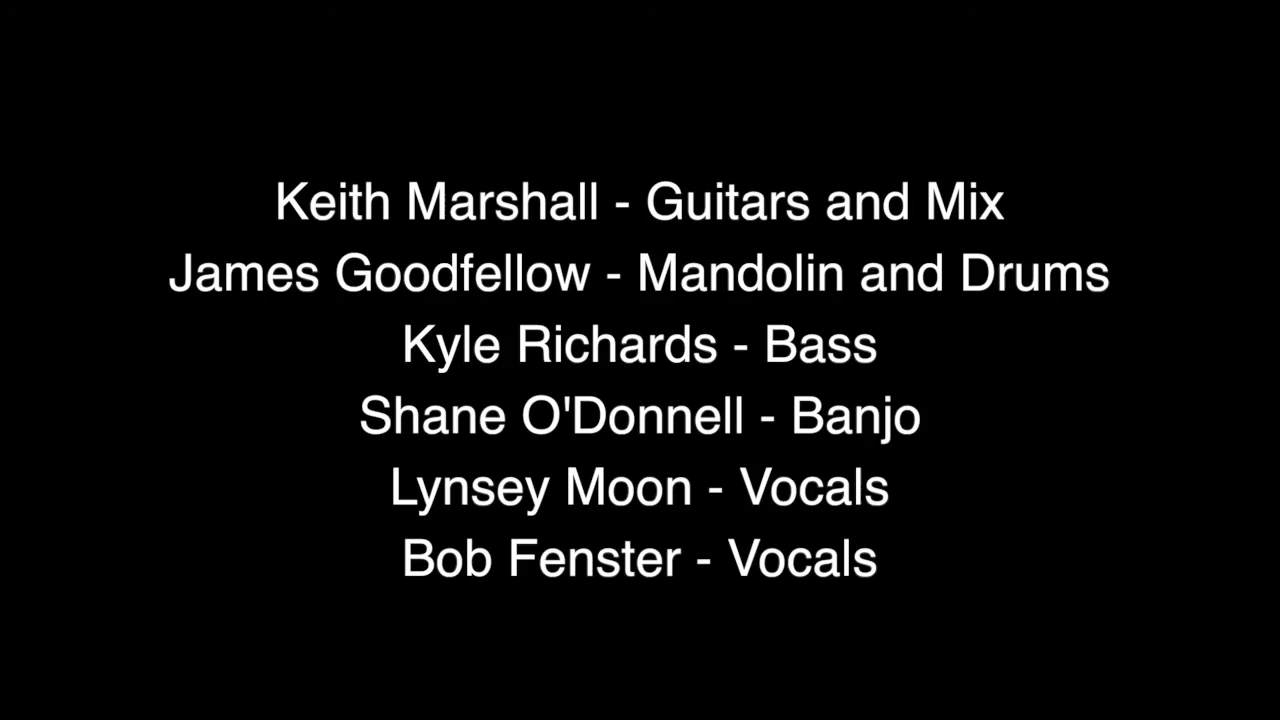 Keith Marshall - Guitars and Mix
James Goodfellow - Mandolin and Drums
Kyle Richards - Bass
Shane O'Donnell - Banjo
Lynsey Moon - Vocals
Bob Fenster - Vocals